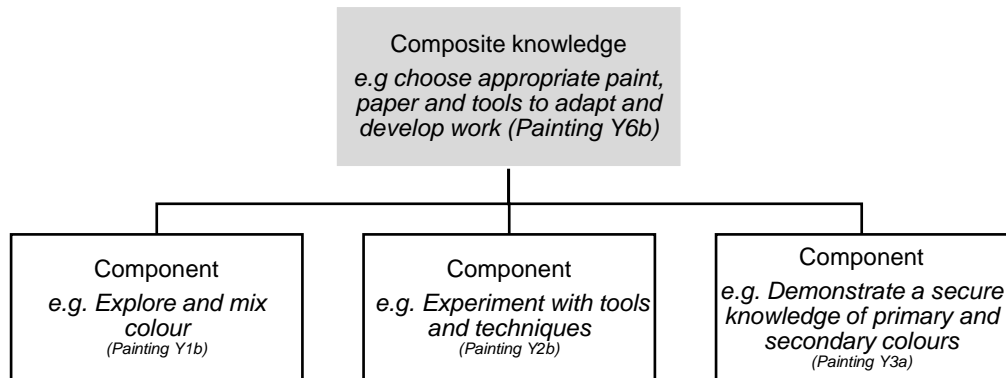 Composite knowledge
e.g choose appropriate paint,
paper and tools to adapt and
develop work (Painting Y6b)
Component
e.g. Explore and mix
colour
(Painting Y1b)
Component
e.g. Experiment with tools
and techniques
(Painting Y2b)
Component
e.g. Demonstrate a secure
knowledge of primary and
secondary colours
(Painting Y3a)